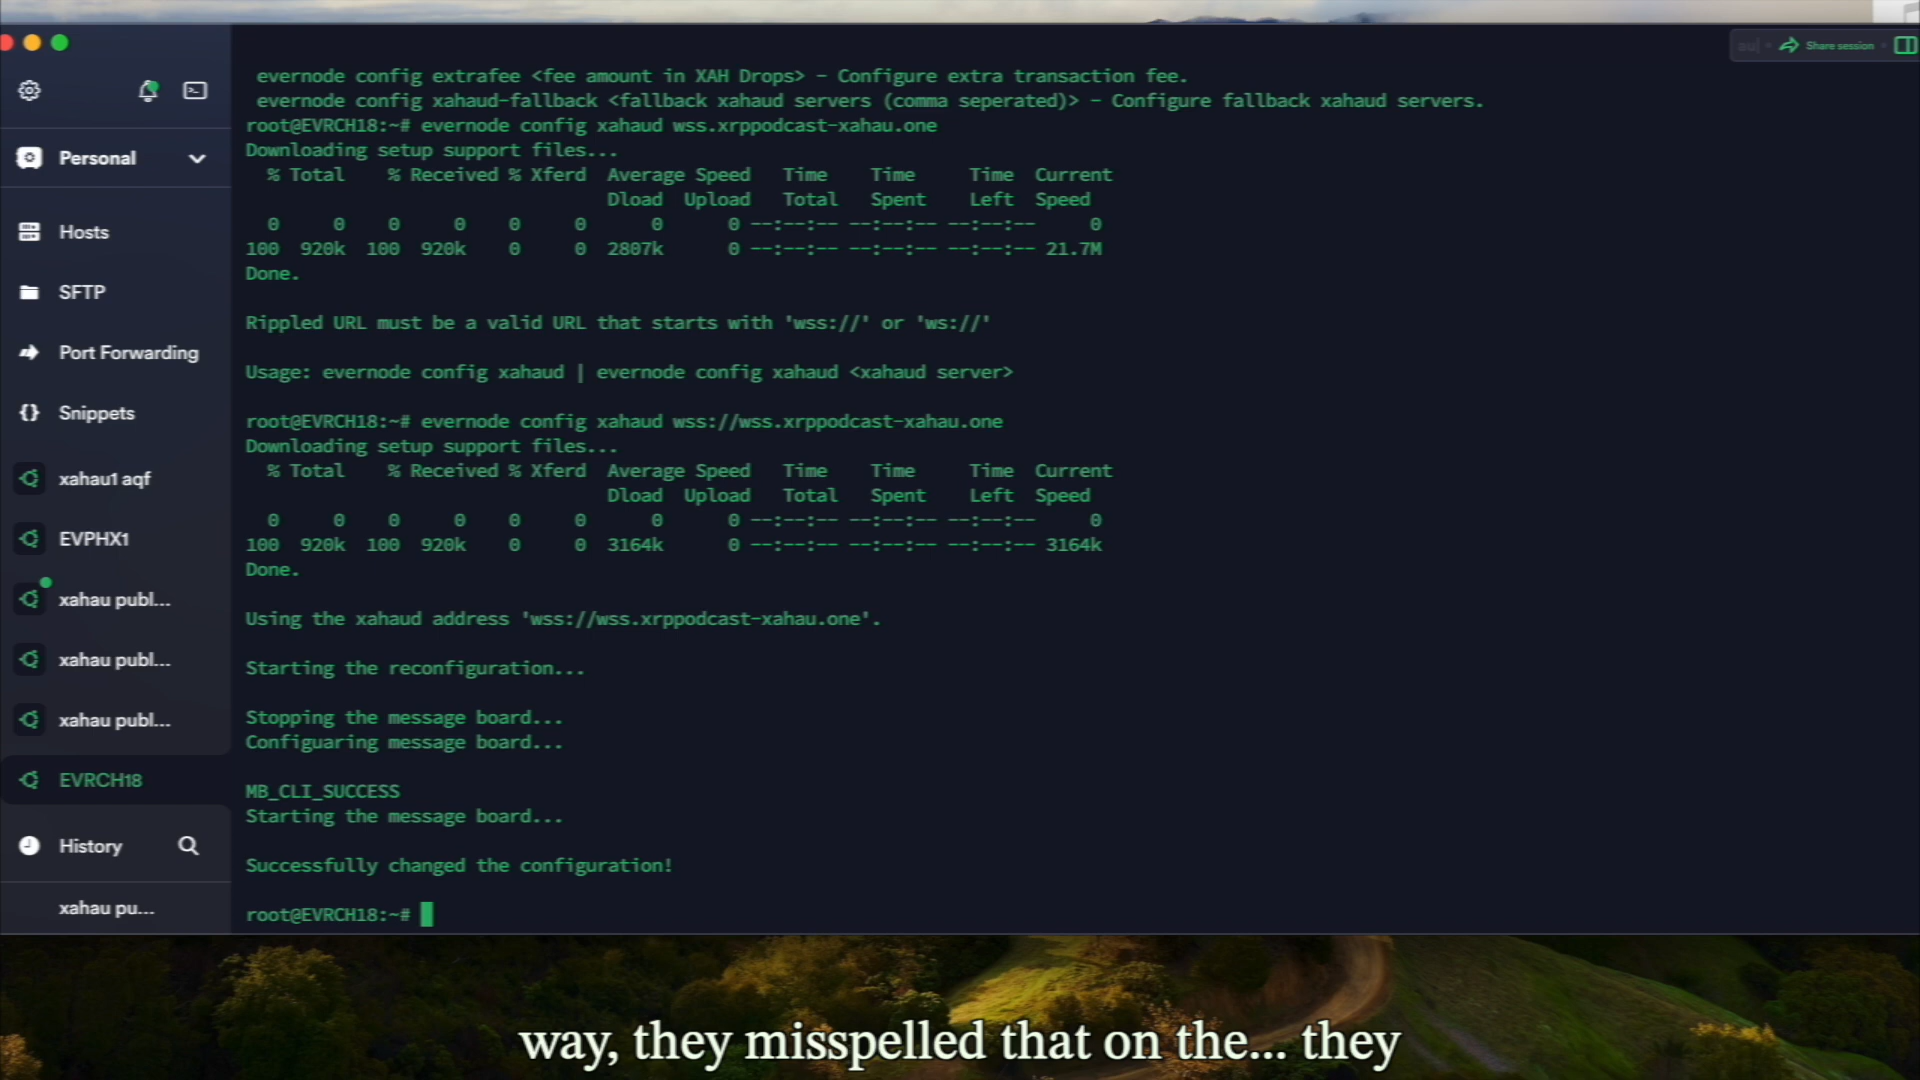 Share session
evernode config extrafee <fee amount in XAH Drops> - Configure extra transaction fee.
evernode config xahaud-fallback <fallback xahaud servers (comma seperated)> - Configure fallback xahaud servers.
root@EVRCH18:~# evernode config xahaud wss.xrppodcast-xahau.one
Downloading setup support files...
% Total % Received % Xferd Average Speed Time Time Time Current
Dload Upload Total Spent Left Speed
0 0 0 0 0 0 0 0 --:--:-- --:--:-- --:--:-- 0
100 920k 100 920k 0 0 2807k 0 --:--:-- --:--:-- --:--:-- 21.7M
Done.
Rippled URL must be a valid URL that starts with 'wss://' or 'ws://'
Usage: evernode config xahaud | evernode config xahaud <xahaud server>
root@EVRCH18:~# evernode config xahaud wss://wss.xrppodcast-xahau.one
Downloading setup support files...
% Total % Received % Xferd Average Speed Time Time Time Current
Dload Upload Total Spent Left Speed
0 0 0 0 0 0 0 0 --:--:-- --:--:-- --:--:-- 0
100 920k 100 920k 0 0 3164k 0 --:--:-- --:--:-- --:--:-- 3164k
Done.
Using the xahaud address 'wss://wss.xrppodcast-xahau.one'.
Starting the reconfiguration...
Stopping the message board...
Configuaring message board...
MB_CLI_SUCCESS
Starting the message board...
Successfully changed the configuration!
root@EVRCH18:~#
Personal
Hosts
SFTP
Port Forwarding
Snippets
xahau1 aqf
EVPHX1
xahau publ...
xahau publ...
xahau publ...
EVRCH18
History
xahau pu...
way, they misspelled that on the... they